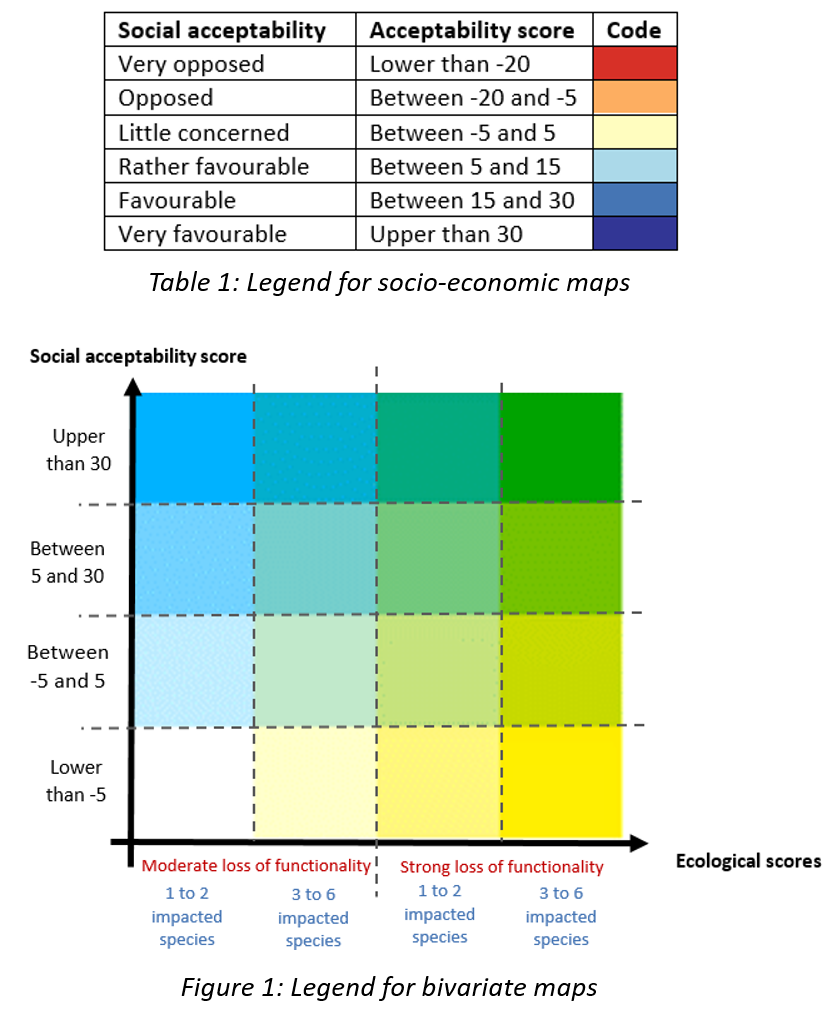 Social acceptability Acceptability score Code
Very opposed Lower than -20
Opposed Between -20 and -5
Little concerned Between -5 and 5
Rather favourable Between 5 and 15
Favourable Between 15 and 30
Very favourable Upper than 30
Table 1: Legend for socio-economic maps
Social acceptability score
Upper
than 30
Between
5 and 30
Between
-5 and 5
Lower
than -5
Ecological scores
Moderate loss of functionality
Strong loss of functionality
1 to 2
impacted
species
3 to 6
impacted
species
1 to 2
impacted
species
3 to 6
impacted
species
Figure 1: Legend for bivariate maps